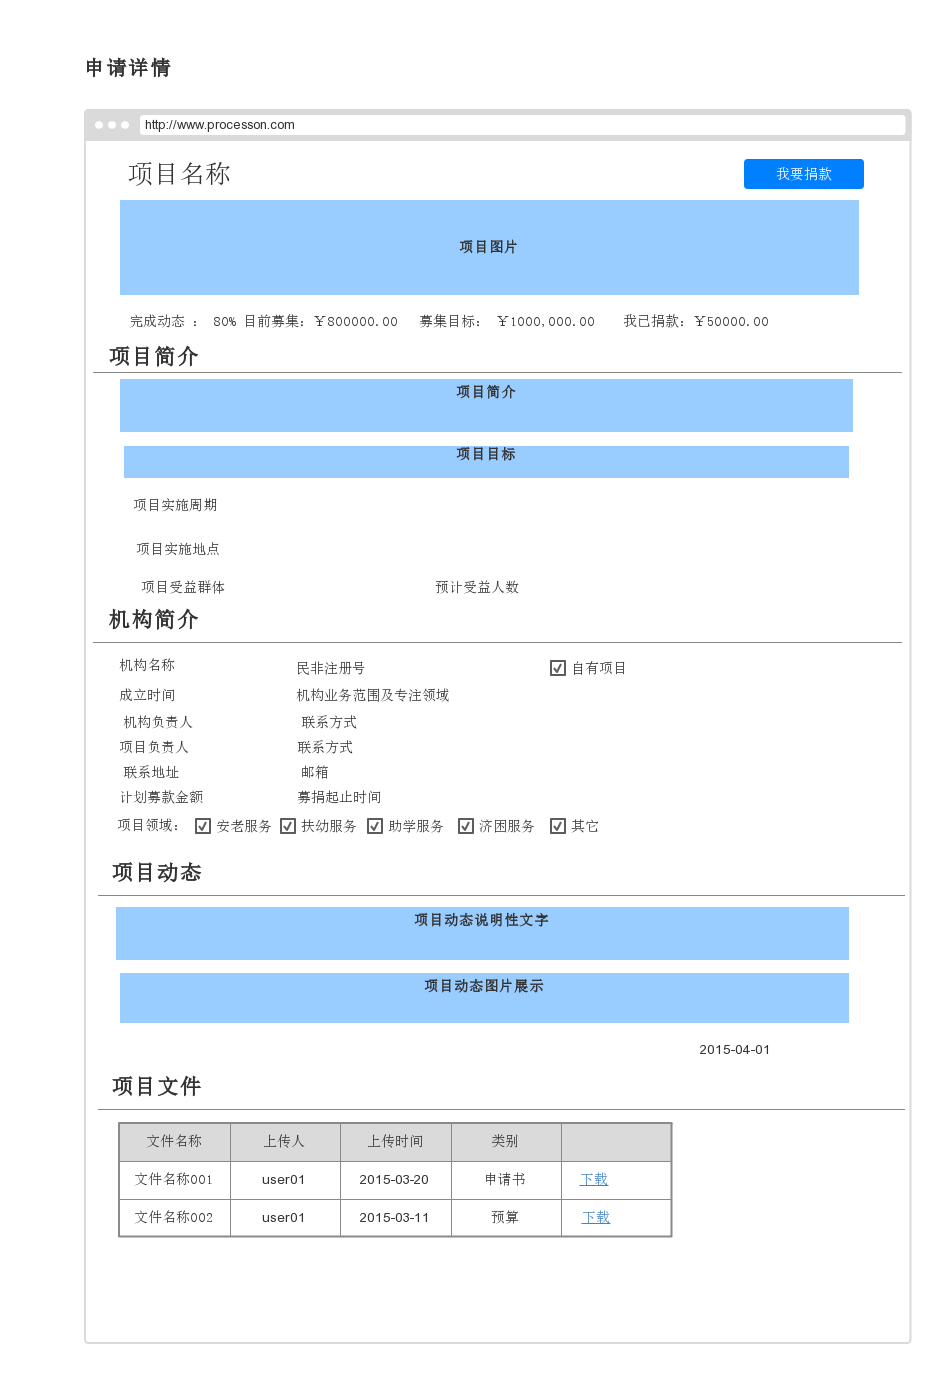 申请详情
http://www.processon.com
项目名称 我要捐款
项目图片
完成动态 ： 80% 目前募集：￥800000.00 募集目标： ￥1000,000.00 我已捐款：￥50000.00
项目简介
项目简介
项目目标
项目实施周期
项目实施地点
项目受益群体 预计受益人数
机构简介
机构名称 民非注册号 自有项目
成立时间 机构业务范围及专注领域
机构负责人 联系方式
项目负责人 联系方式
联系地址 邮箱
计划募款金额 募捐起止时间
项目领域： 安老服务 扶幼服务 助学服务 济困服务 其它
项目动态
项目动态说明性文字
项目动态图片展示
2015-04-01
项目文件
文件名称 上传人 上传时间 类别
文件名称001 user01 2015-03-20 申请书 下载
文件名称002 user01 2015-03-11 预算 下载